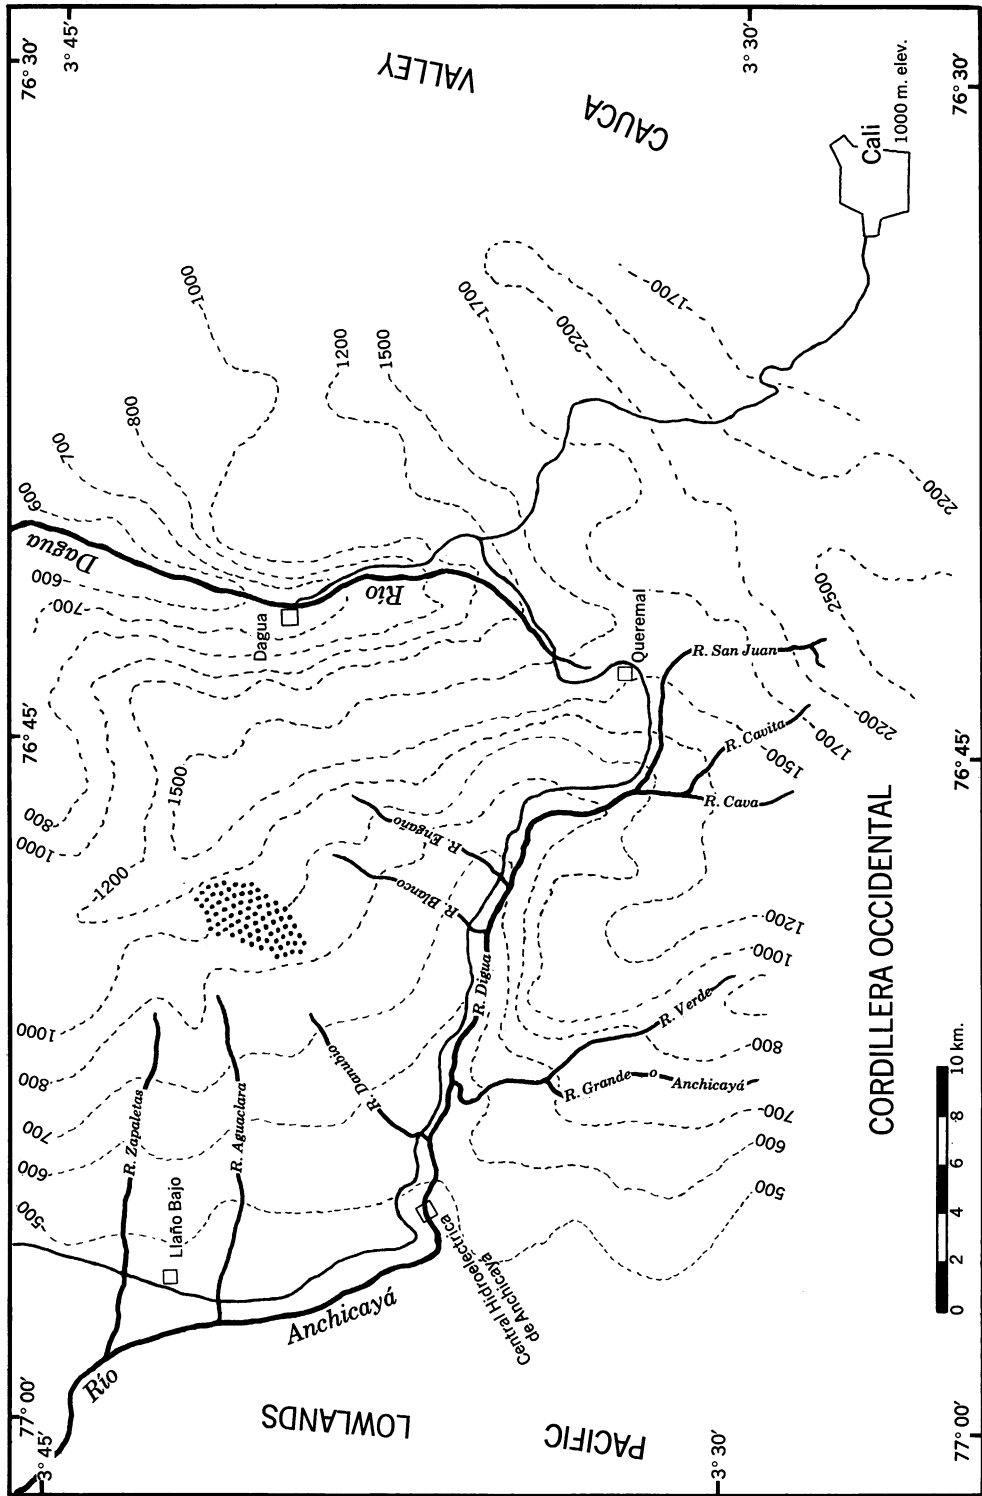 76° 30′
3° 45′
3° 30′
76° 30′
CAUCA
VALLEY
Cali
1000 m. elev.
1000
1200
1500
1700
2200
1700
2200
2500
800
700
600
Dagua
Río
600
700
Dagua
Queremal
R. San Juan
R. Cavita
R. Cava
2200
1700
1500
1200
1000
800
700
600
500
76° 45′
76° 45′
800
1000
1200
1500
R. Engaño
R. Blanco
R. Digua
R. Verde
R. Grande o Anchicayá
R. Danubio
R. Aguaclara
R. Zapaletas
1000
800
700
600
500
Llaño Bajo
Central Hidroelectrica
de Anchicayá
Río
Anchicayá
PACIFIC
LOWLANDS
CORDILLERA OCCIDENTAL
0 2 4 6 8 10 km.
77° 00′
3° 45′
3° 30′
77° 00′